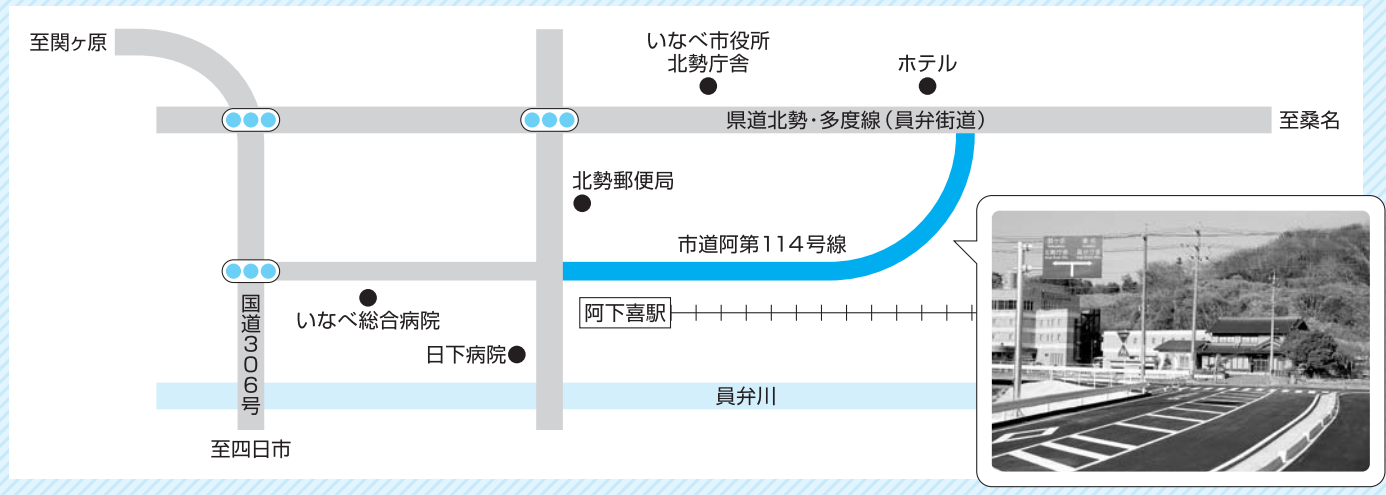 至関ヶ原
いなべ市役所
北勢庁舎
ホテル
県道北勢・多度線(員弁街道)
至桑名
北勢郵便局
市道阿第114号線
国道306号
いなべ総合病院
阿下喜駅
日下病院
員弁川
至四日市